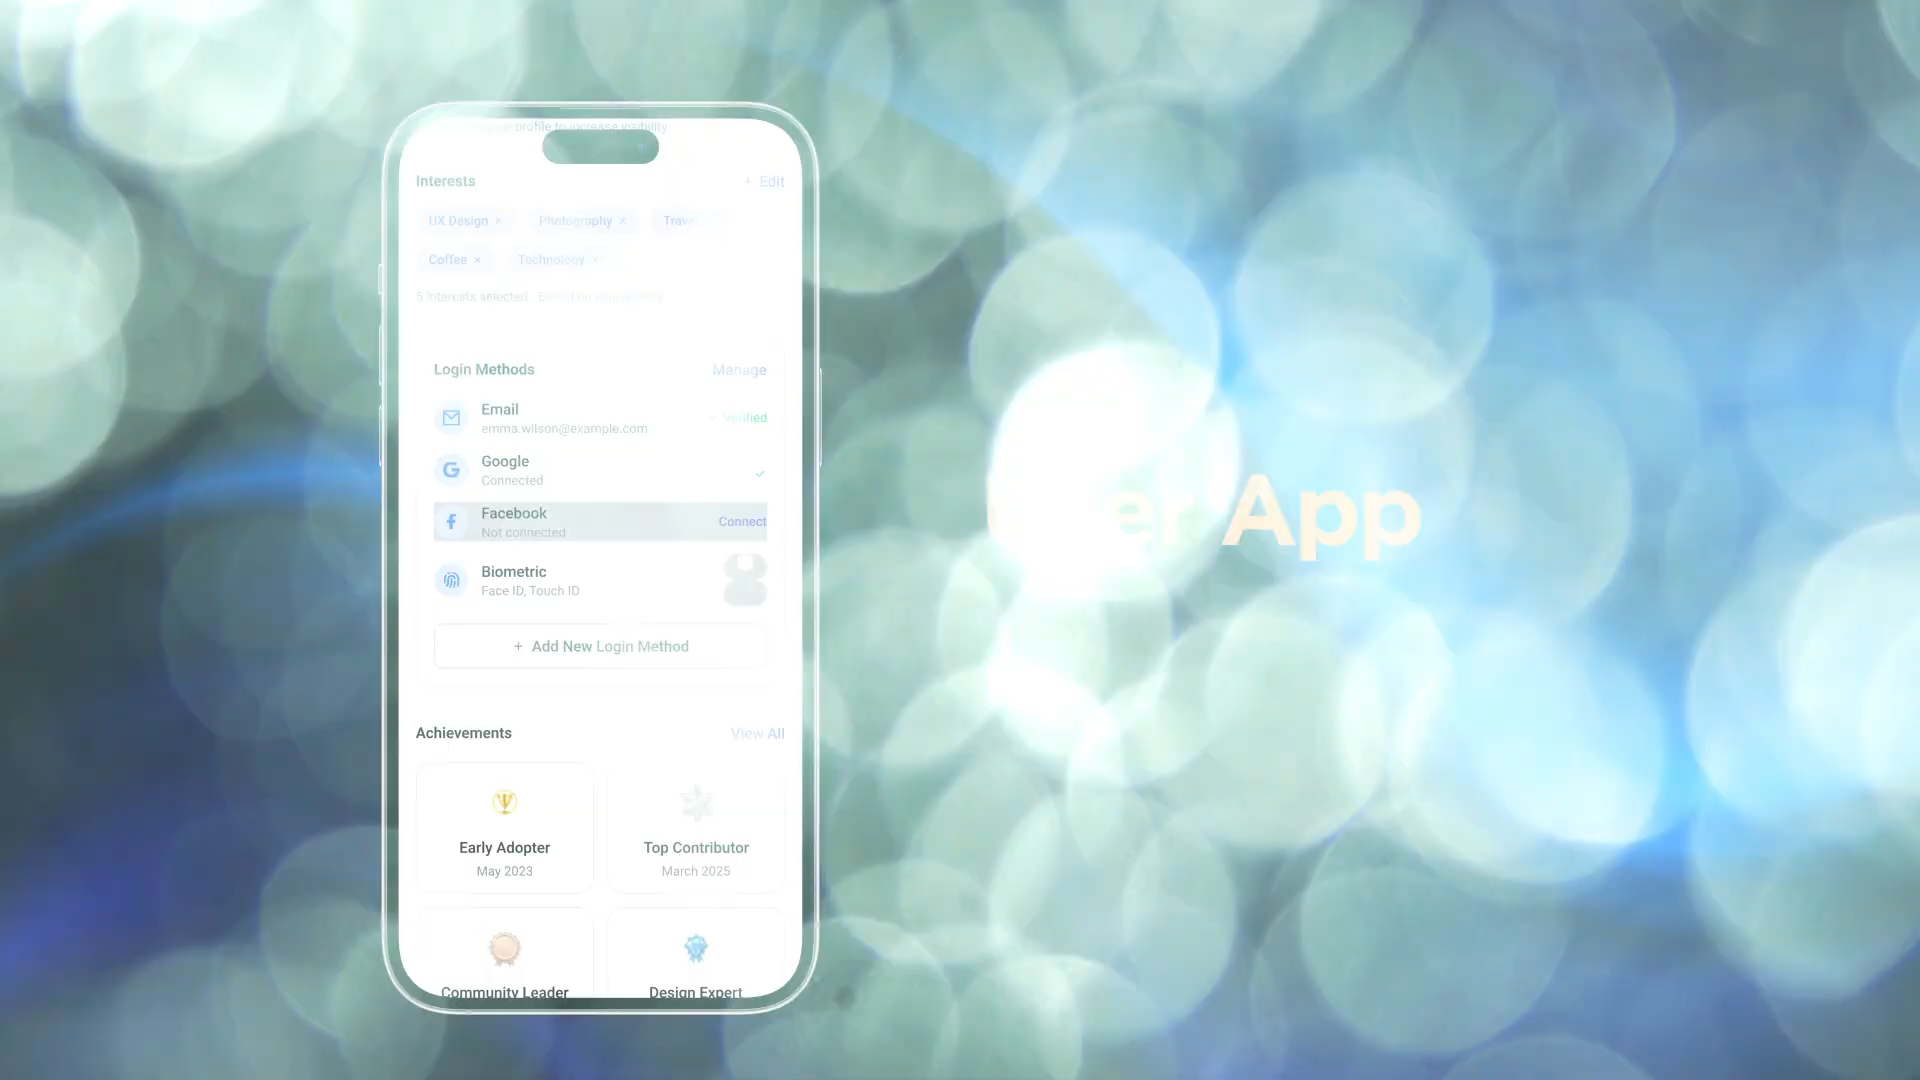 profile to increase visibility
Interests
+ Edit
UX Design ×
Photography ×
Travel
Coffee ×
Technology ×
5 interests selected
Login Methods
Manage
Email
emma.wilson@example.com
Verified
Google
Connected
Facebook
Not connected
Connect
Biometric
Face ID, Touch ID
+ Add New Login Method
Achievements
View All
Early Adopter
May 2023
Top Contributor
March 2025
Community Leader
Design Expert
er App